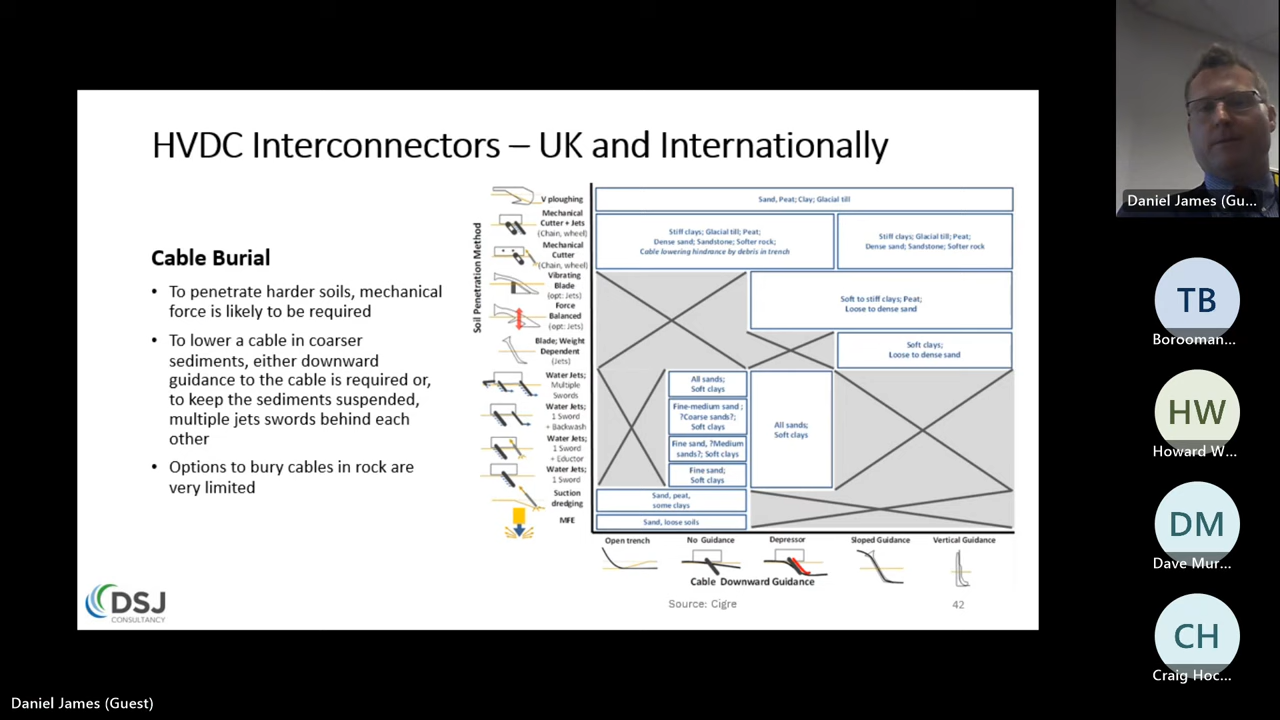 HVDC Interconnectors – UK and Internationally
Cable Burial
• To penetrate harder soils, mechanical
force is likely to be required
• To lower a cable in coarser
sediments, either downward
guidance to the cable is required or,
to keep the sediments suspended,
multiple jets swords behind each
other
• Options to bury cables in rock are
very limited
Soil Penetration Method
V ploughing
Mechanical
Cutter + Jets
(Chain, wheel)
Mechanical
Cutter
(Chain, wheel)
Vibrating
Blade
(opt: Jets)
Force
Balanced
(opt: Jets)
Blade; Weight
Dependent
(Jets)
Water Jets;
Multiple
Swords
Water Jets;
1 Sword
+ Backwash
Water Jets;
1 Sword
+ Eductor
Water Jets;
1 Sword
Suction
dredging
MFE
Sand, Peat; Clay; Glacial till
Stiff clays; Glacial till; Peat;
Dense sand; Sandstone; Softer rock;
Cable lowering hindrance by debris in trench
Stiff clays; Glacial till; Peat;
Dense sand; Sandstone; Softer rock
Soft to stiff clays; Peat;
Loose to dense sand
Soft clays;
Loose to dense sand
All sands;
Soft clays
Fine-medium sand ;
?Coarse sands?;
Soft clays
Fine sand, ?Medium
sands?; Soft clays
Fine sand;
Soft clays
All sands;
Soft clays
Sand, peat,
some clays
Sand, loose soils
Open trench
No Guidance
Depressor
Sloped Guidance
Vertical Guidance
Cable Downward Guidance
Source: Cigre
42
DSJ
CONSULTANCY
Daniel James (Gu...
TB
Borooman...
HW
Howard W...
DM
Dave Mur...
CH
Craig Hoc...
Daniel James (Guest)